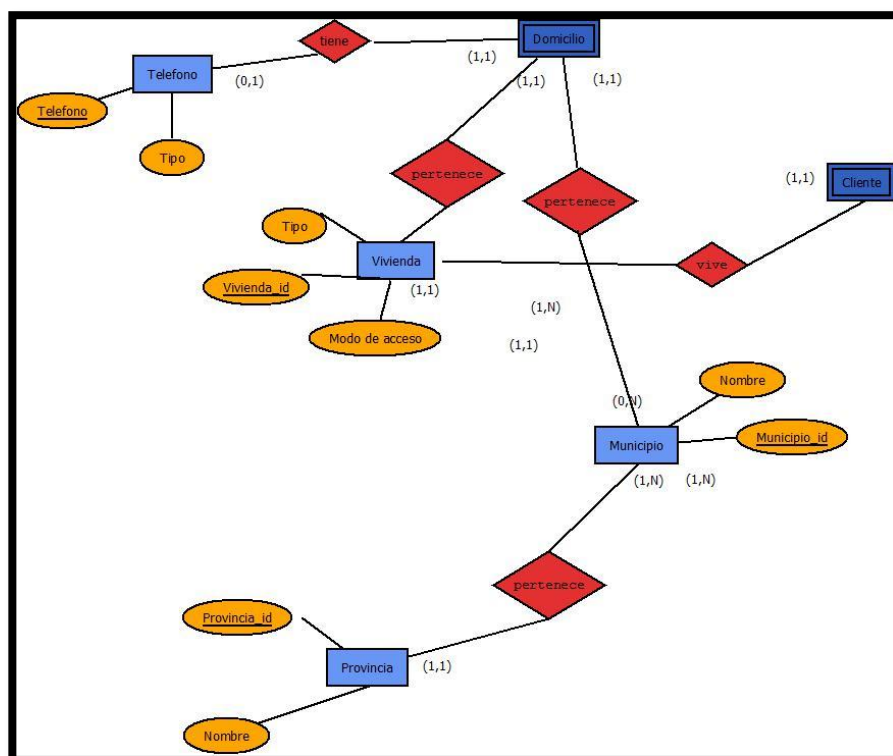 tiene
Domicilio
(1,1)
(0,1)
Telefono
(1,1)
(1,1)
Telefono
Tipo
pertenece
(1,1)
Cliente
pertenece
Tipo
Vivienda
vive
Vivienda_id
(1,1)
(1,N)
Modo de acceso
(1,1)
Nombre
(0,N)
Municipio
Municipio_id
(1,N)
(1,N)
pertenece
Provincia_id
Provincia
(1,1)
Nombre